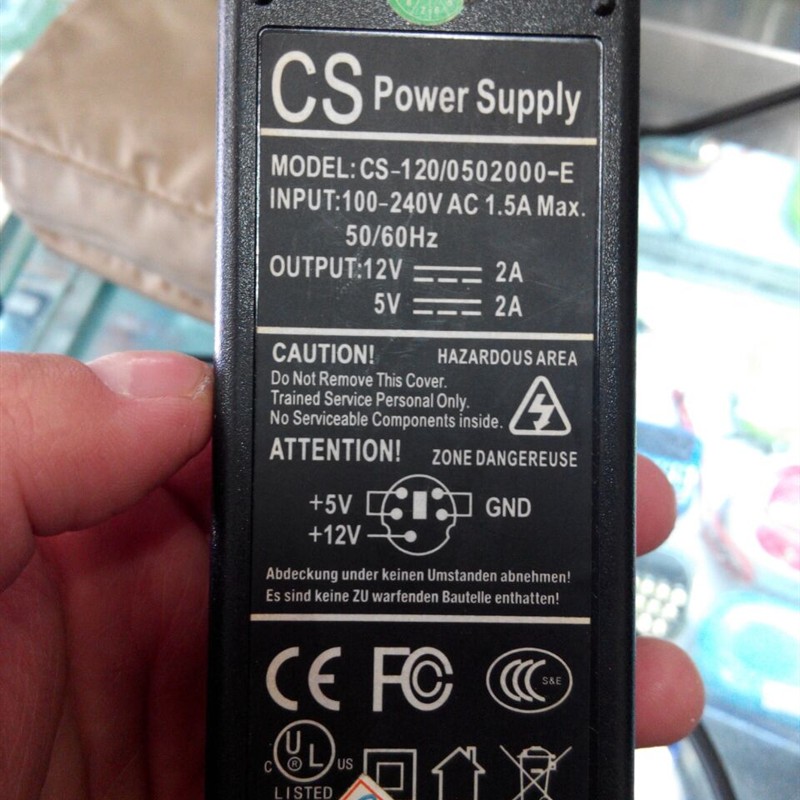 CS Power Supply
MODEL:CS-120/0502000-E
INPUT:100-240V AC 1.5A Max.
50/60Hz
OUTPUT:12V 2A
5V 2A
CAUTION! HAZARDOUS AREA
Do Not Remove This Cover.
Trained Service Personal Only.
No Serviceable Components inside.
ATTENTION! ZONE DANGEREUSE
+5V GND
+12V
Abdeckung under keinen Umstanden abnehmen!
Es sind keine ZU warfenden Bautelle enthatten!
CE FC CCC S&E
C UL ® US
LISTED